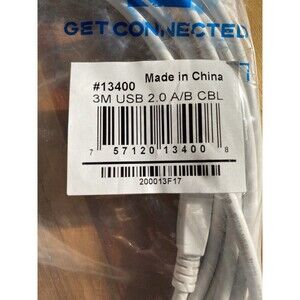 GET CONNECTED
#13400 Made in China
3M USB 2.0 A/B CBL
7 57120 13400 8
200013F17